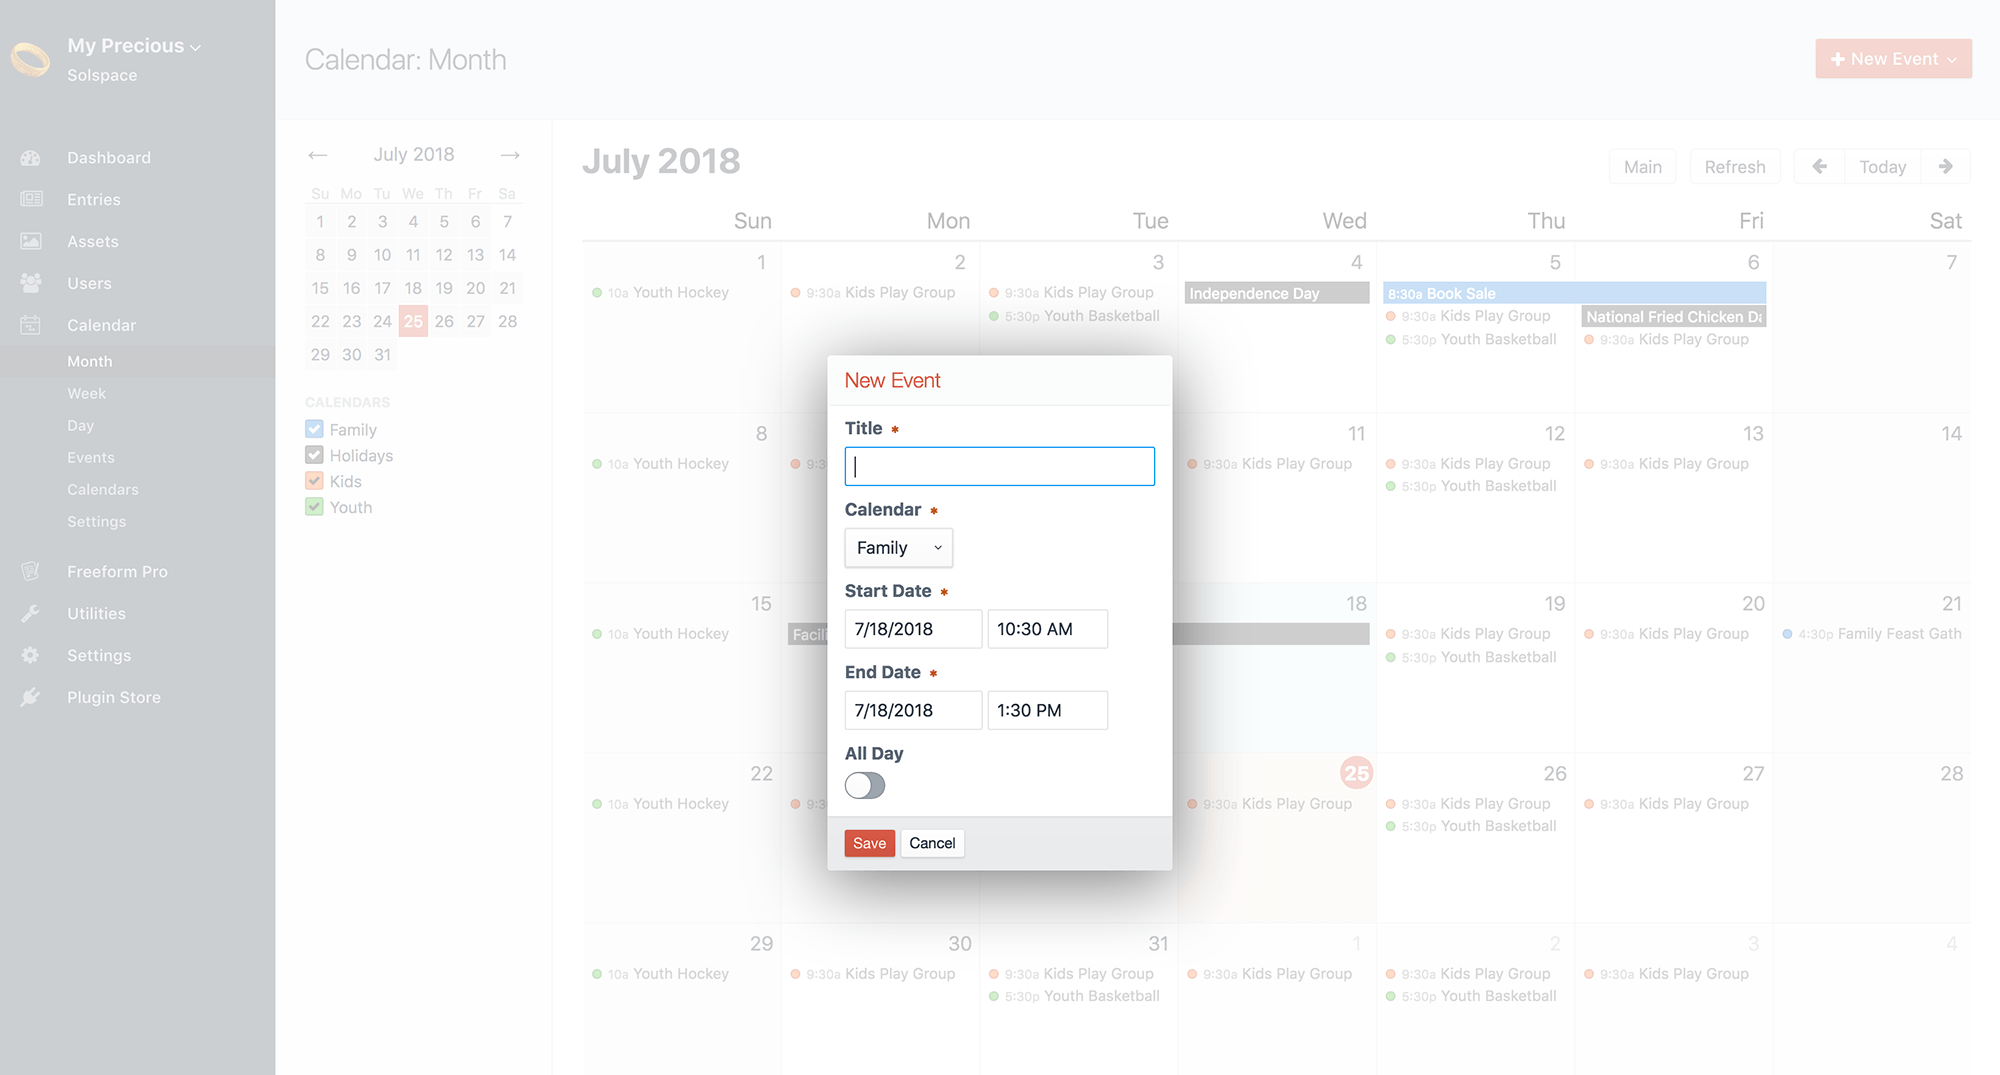 My Precious
Solspace
Dashboard
Entries
Assets
Users
Calendar
Month
Week
Day
Events
Calendars
Settings
Freeform Pro
Utilities
Settings
Plugin Store
Calendar: Month
New Event
July 2018
Su Mo Tu We Th Fr Sa
1 2 3 4 5 6 7
8 9 10 11 12 13 14
15 16 17 18 19 20 21
22 23 24 25 26 27 28
29 30 31
CALENDARS
Family
Holidays
Kids
Youth
July 2018
Main Refresh Today
Sun Mon Tue Wed Thu Fri Sat
1 2 3 4 5 6 7
10a Youth Hockey 9:30a Kids Play Group 9:30a Kids Play Group Independence Day 8:30a Book Sale
5:30p Youth Basketball 9:30a Kids Play Group National Fried Chicken Da
5:30p Youth Basketball 9:30a Kids Play Group
8 11 12 13 14
10a Youth Hockey 9:3 9:30a Kids Play Group 9:30a Kids Play Group 9:30a Kids Play Group
5:30p Youth Basketball
15 18 19 20 21
10a Youth Hockey Facili 9:30a Kids Play Group 9:30a Kids Play Group 4:30p Family Feast Gath
5:30p Youth Basketball
22 25 26 27 28
10a Youth Hockey 9:3 9:30a Kids Play Group 9:30a Kids Play Group 9:30a Kids Play Group
5:30p Youth Basketball
29 30 31 1 2 3 4
10a Youth Hockey 9:30a Kids Play Group 9:30a Kids Play Group 9:30a Kids Play Group 9:30a Kids Play Group 9:30a Kids Play Group
5:30p Youth Basketball 5:30p Youth Basketball
New Event
Title *
Calendar *
Family
Start Date *
7/18/2018 10:30 AM
End Date *
7/18/2018 1:30 PM
All Day
Save Cancel